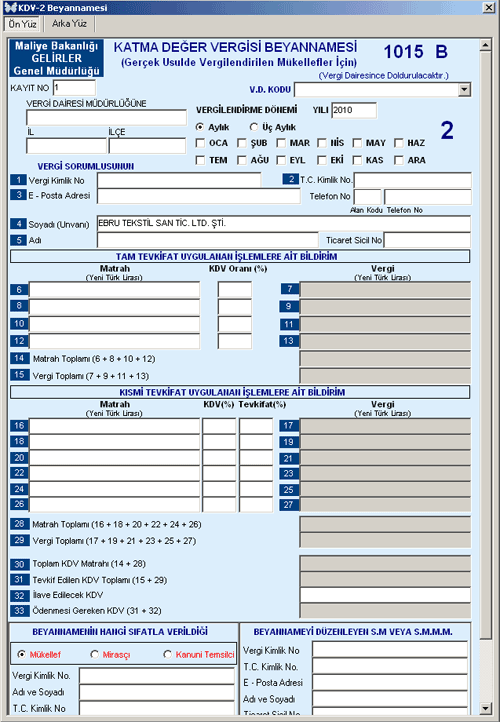 KDV-2 Beyannamesi
Ön Yüz Arka Yüz
Maliye Bakanlığı
GELİRLER
Genel Müdürlüğü
KATMA DEĞER VERGİSİ BEYANNAMESİ
(Gerçek Usulde Vergilendirilen Mükellefler İçin)
1015 B
(Vergi Dairesince Doldurulacaktır.)
KAYIT NO 1
V.D. KODU
VERGİ DAİRESİ MÜDÜRLÜĞÜNE
VERGİLENDİRME DÖNEMİ YILI 2010
Aylık Üç Aylık
2
İL İLÇE
OCA ŞUB MAR NİS MAY HAZ
TEM AĞU EYL EKİ KAS ARA
VERGİ SORUMLUSUNUN
1 Vergi Kimlik No 2 T.C. Kimlik No.
3 E - Posta Adresi Telefon No
Alan Kodu Telefon No
4 Soyadı (Unvanı) EBRU TEKSTİL SAN TİC. LTD. ŞTİ.
5 Adı Ticaret Sicil No
TAM TEVKİFAT UYGULANAN İŞLEMLERE AİT BİLDİRİM
Matrah KDV Oranı (%) Vergi
(Yeni Türk Lirası) (Yeni Türk Lirası)
6 7
8 9
10 11
12 13
14 Matrah Toplamı (6 + 8 + 10 + 12)
15 Vergi Toplamı (7 + 9 + 11 + 13)
KISMİ TEVKİFAT UYGULANAN İŞLEMLERE AİT BİLDİRİM
Matrah KDV(%) Tevkifat(%) Vergi
(Yeni Türk Lirası) (Yeni Türk Lirası)
16 17
18 19
20 21
22 23
24 25
26 27
28 Matrah Toplamı (16 + 18 + 20 + 22 + 24 + 26)
29 Vergi Toplamı (17 + 19 + 21 + 23 + 25 + 27)
30 Toplam KDV Matrahı (14 + 28)
31 Tevkif Edilen KDV Toplamı (15 + 29)
32 İlave Edilecek KDV
33 Ödenmesi Gereken KDV (31 + 32)
BEYANNAMENİN HANGİ SIFATLA VERİLDİĞİ
Mükellef Mirasçı Kanuni Temsilci
Vergi Kimlik No.
Adı ve Soyadı
T.C. Kimlik No
BEYANNAMEYİ DÜZENLEYEN S.M VEYA S.M.M.M.
Vergi Kimlik No
T.C. Kimlik No.
E - Posta Adresi
Adı ve Soyadı
Ticaret Sicil No